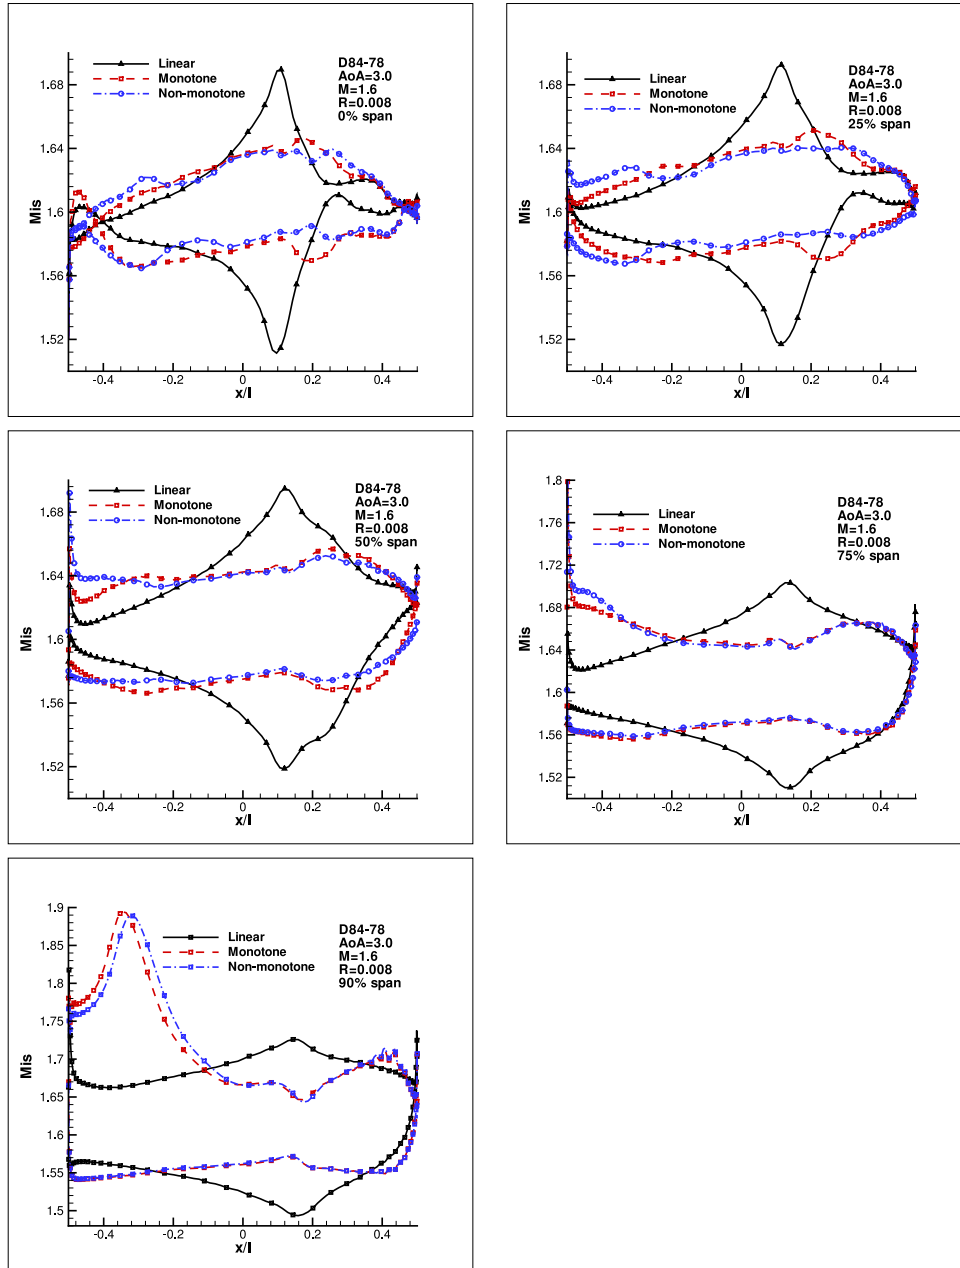 Linear
Monotone
Non-monotone
D84-78
AoA=3.0
M=1.6
R=0.008
0% span
Mis
1.68
1.64
1.6
1.56
1.52
-0.4 -0.2 0 0.2 0.4
x/l
Linear
Monotone
Non-monotone
D84-78
AoA=3.0
M=1.6
R=0.008
25% span
Mis
1.68
1.64
1.6
1.56
1.52
-0.4 -0.2 0 0.2 0.4
x/l
Linear
Monotone
Non-monotone
D84-78
AoA=3.0
M=1.6
R=0.008
50% span
Mis
1.68
1.64
1.6
1.56
1.52
-0.4 -0.2 0 0.2 0.4
x/l
Linear
Monotone
Non-monotone
D84-78
AoA=3.0
M=1.6
R=0.008
75% span
Mis
1.8
1.76
1.72
1.68
1.64
1.6
1.56
1.52
-0.4 -0.2 0 0.2 0.4
x/l
Linear
Monotone
Non-monotone
D84-78
AoA=3.0
M=1.6
R=0.008
90% span
Mis
1.9
1.85
1.8
1.75
1.7
1.65
1.6
1.55
1.5
-0.4 -0.2 0 0.2 0.4
x/l